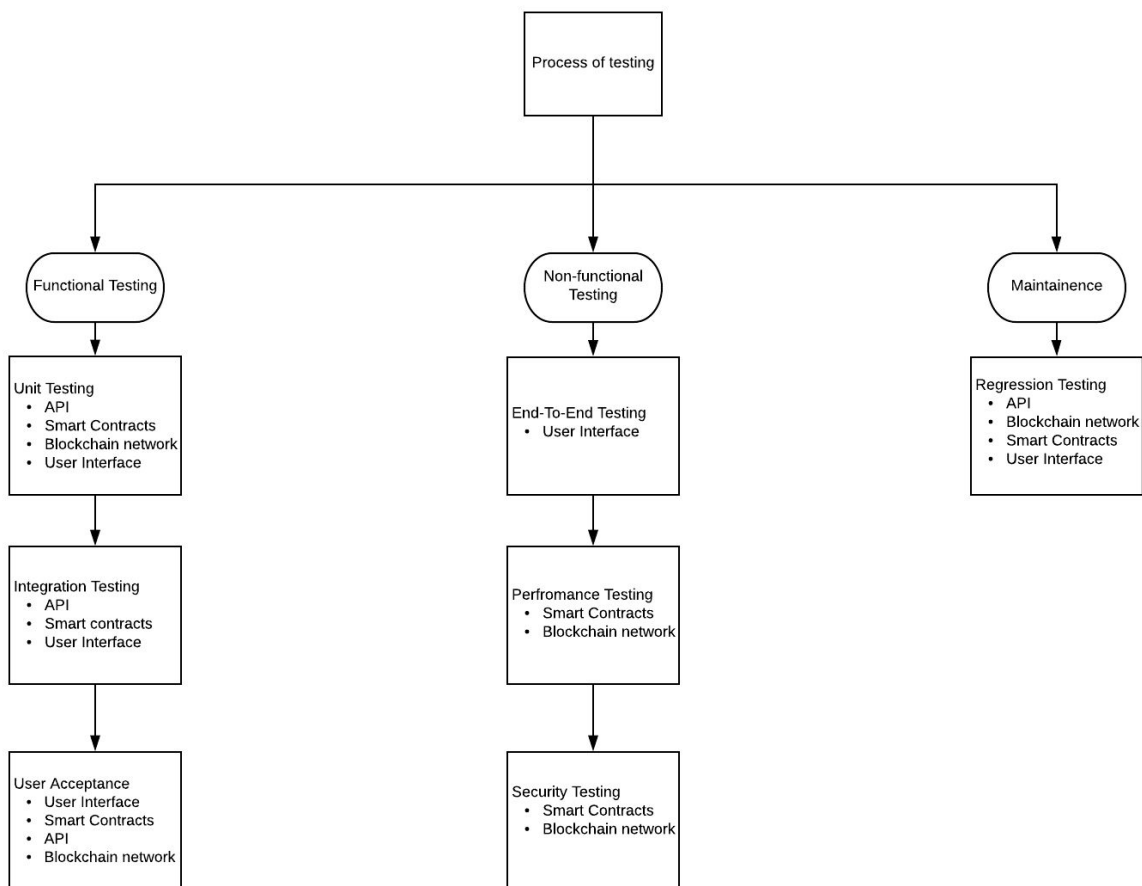 Process of testing
Functional Testing
Non-functional
Testing
Maintainence
Unit Testing
• API
• Smart Contracts
• Blockchain network
• User Interface
End-To-End Testing
• User Interface
Regression Testing
• API
• Blockchain network
• Smart Contracts
• User Interface
Integration Testing
• API
• Smart contracts
• User Interface
Perfromance Testing
• Smart Contracts
• Blockchain network
User Acceptance
• User Interface
• Smart Contracts
• API
• Blockchain network
Security Testing
• Smart Contracts
• Blockchain network